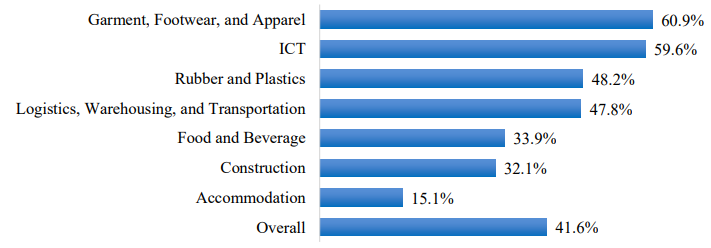 Garment, Footwear, and Apparel 60.9%
ICT 59.6%
Rubber and Plastics 48.2%
Logistics, Warehousing, and Transportation 47.8%
Food and Beverage 33.9%
Construction 32.1%
Accommodation 15.1%
Overall 41.6%